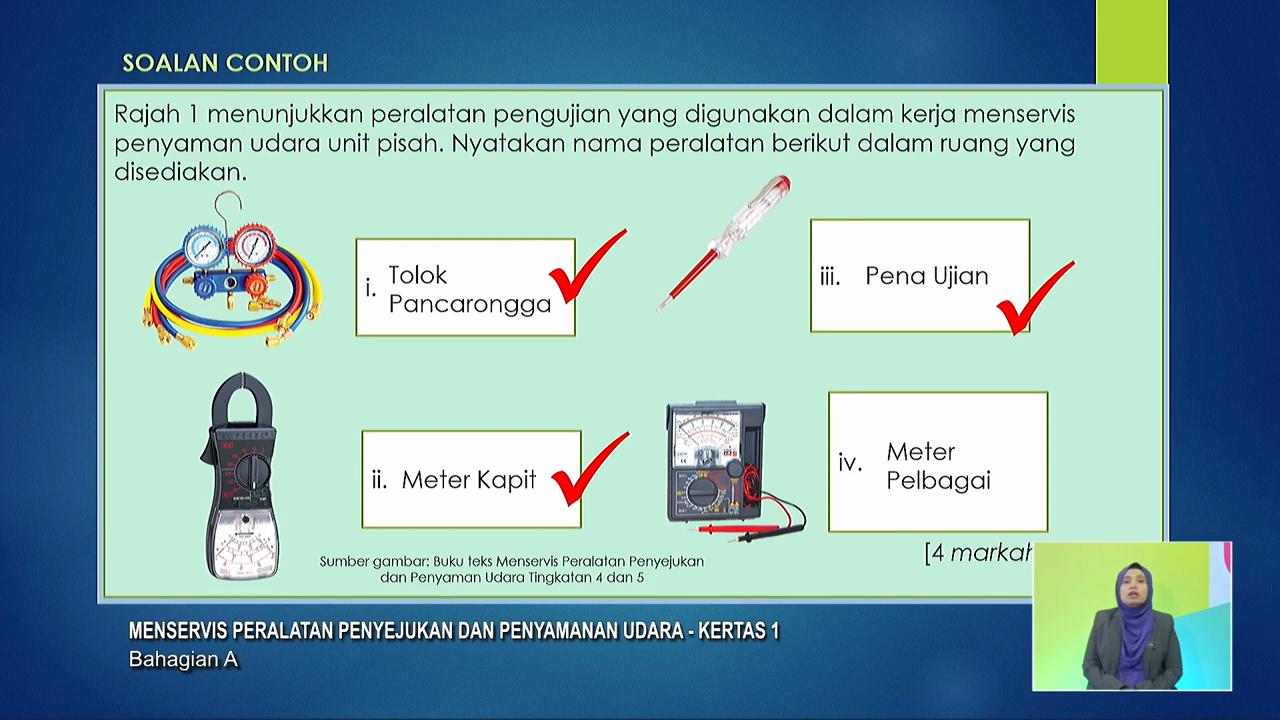 SOALAN CONTOH
Rajah 1 menunjukkan peralatan pengujian yang digunakan dalam kerja menservis
penyaman udara unit pisah. Nyatakan nama peralatan berikut dalam ruang yang
disediakan.
i. Tolok
Pancarongga
iii. Pena Ujian
ii. Meter Kapit
iv. Meter
Pelbagai
[4 markah
Sumber gambar: Buku teks Menservis Peralatan Penyejukan
dan Penyaman Udara Tingkatan 4 dan 5
MENSERVIS PERALATAN PENYEJUKAN DAN PENYAMANAN UDARA - KERTAS 1
Bahagian A